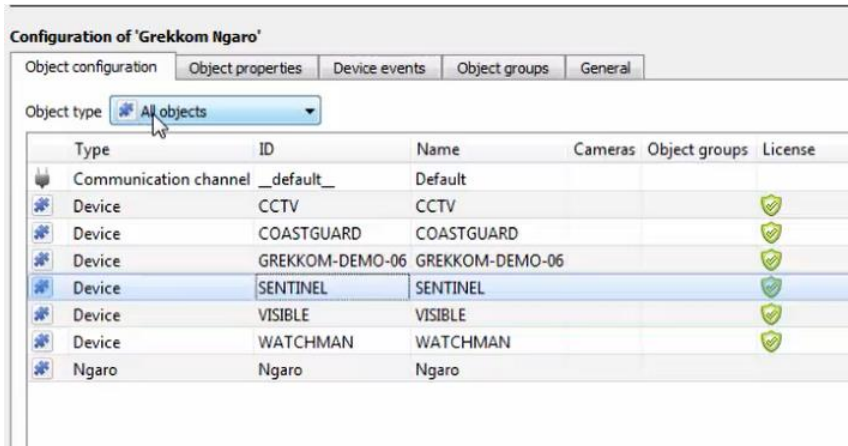 Configuration of 'Grekkom Ngaro'
Object configuration Object properties Device events Object groups General
Object type All objects
Type ID Name Cameras Object groups License
Communication channel __default__ Default
Device CCTV CCTV
Device COASTGUARD COASTGUARD
Device GREKKOM-DEMO-06 GREKKOM-DEMO-06
Device SENTINEL SENTINEL
Device VISIBLE VISIBLE
Device WATCHMAN WATCHMAN
Ngaro Ngaro Ngaro